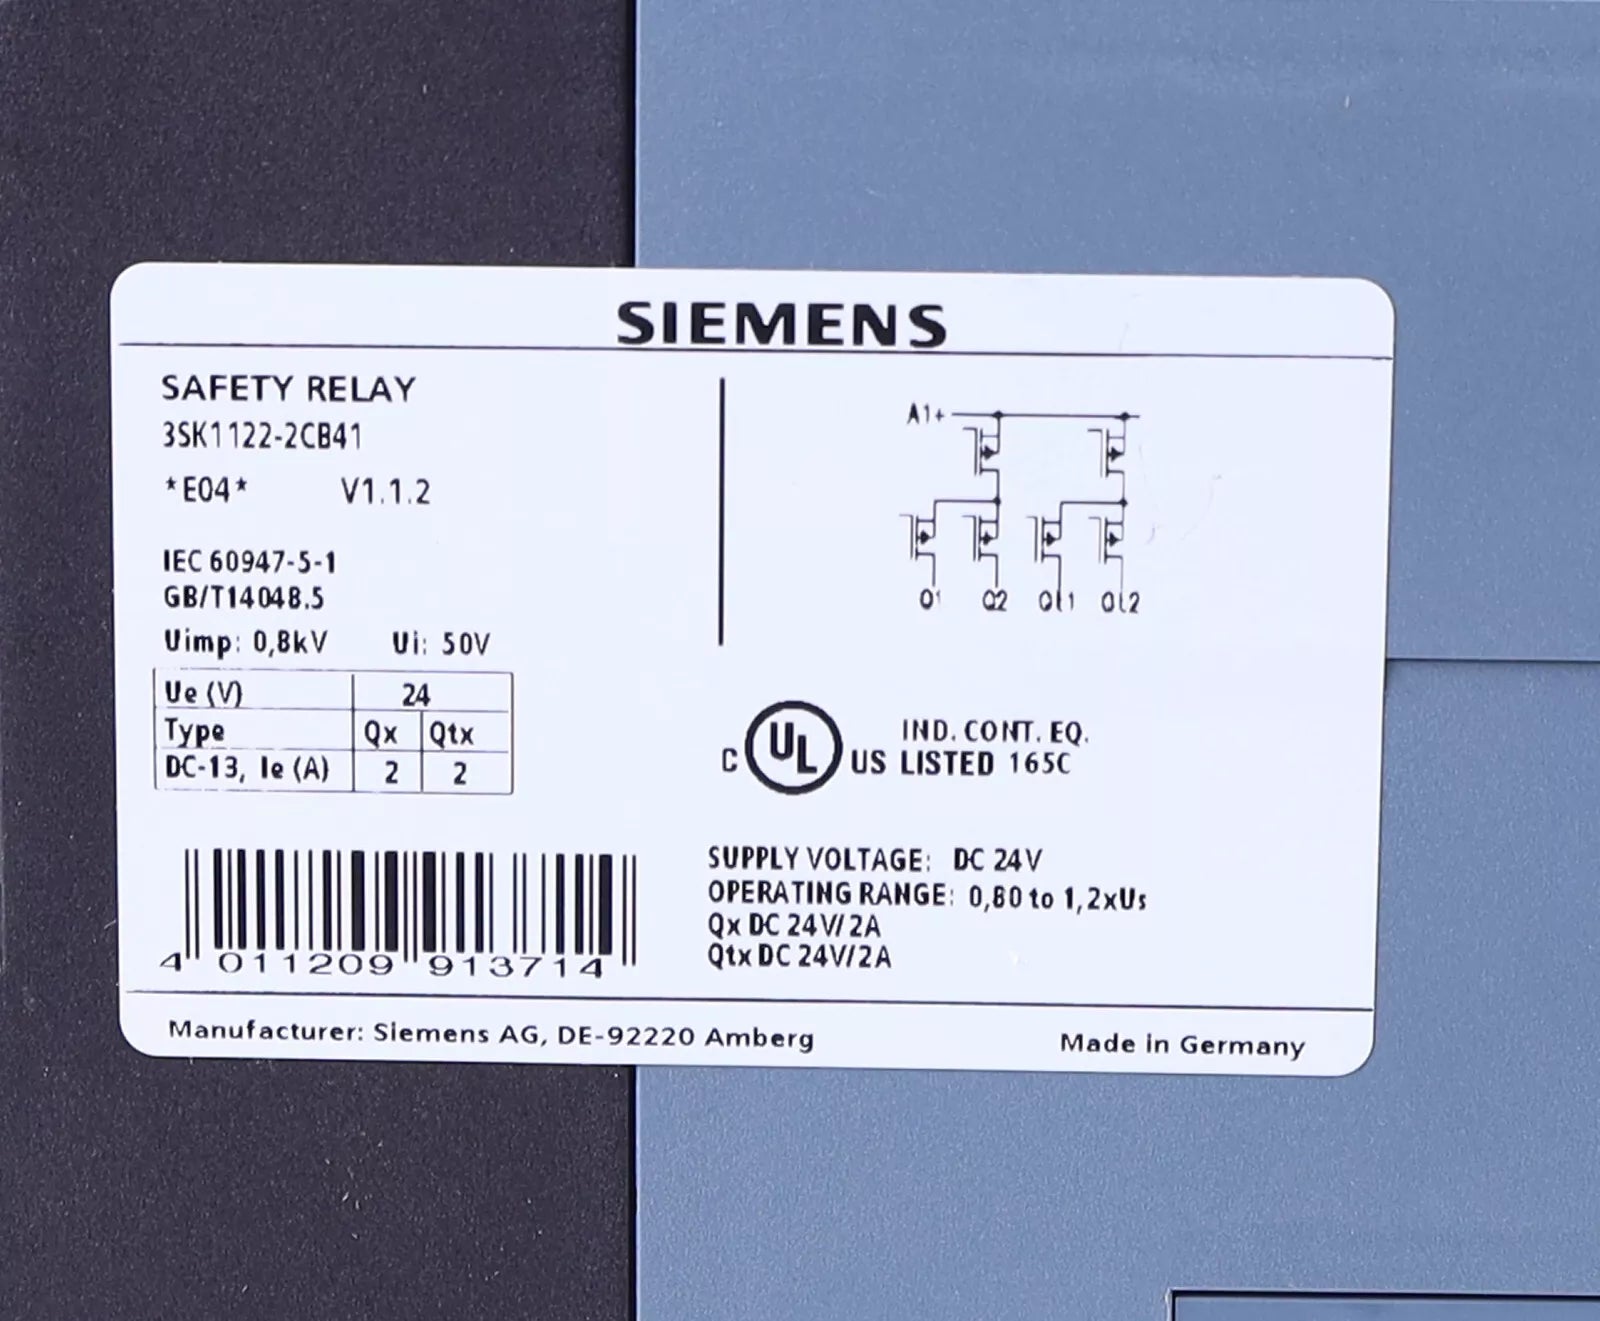 SIEMENS
SAFETY RELAY
3SK1122-2CB41
*E04* V1.1.2
IEC 60947-5-1
GB/T14048.5
Uimp: 0,8kV Ui: 50V
Ue (V) 24
Type Qx Qtx
DC-13, Ie (A) 2 2
4 011209 913714
A1+
Q1 Q2 Qt1 Qt2
C UL US
IND. CONT. EQ.
LISTED 165C
SUPPLY VOLTAGE: DC 24V
OPERATING RANGE: 0,80 to 1,2xUs
Qx DC 24V/2A
Qtx DC 24V/2A
Manufacturer: Siemens AG, DE-92220 Amberg
Made in Germany